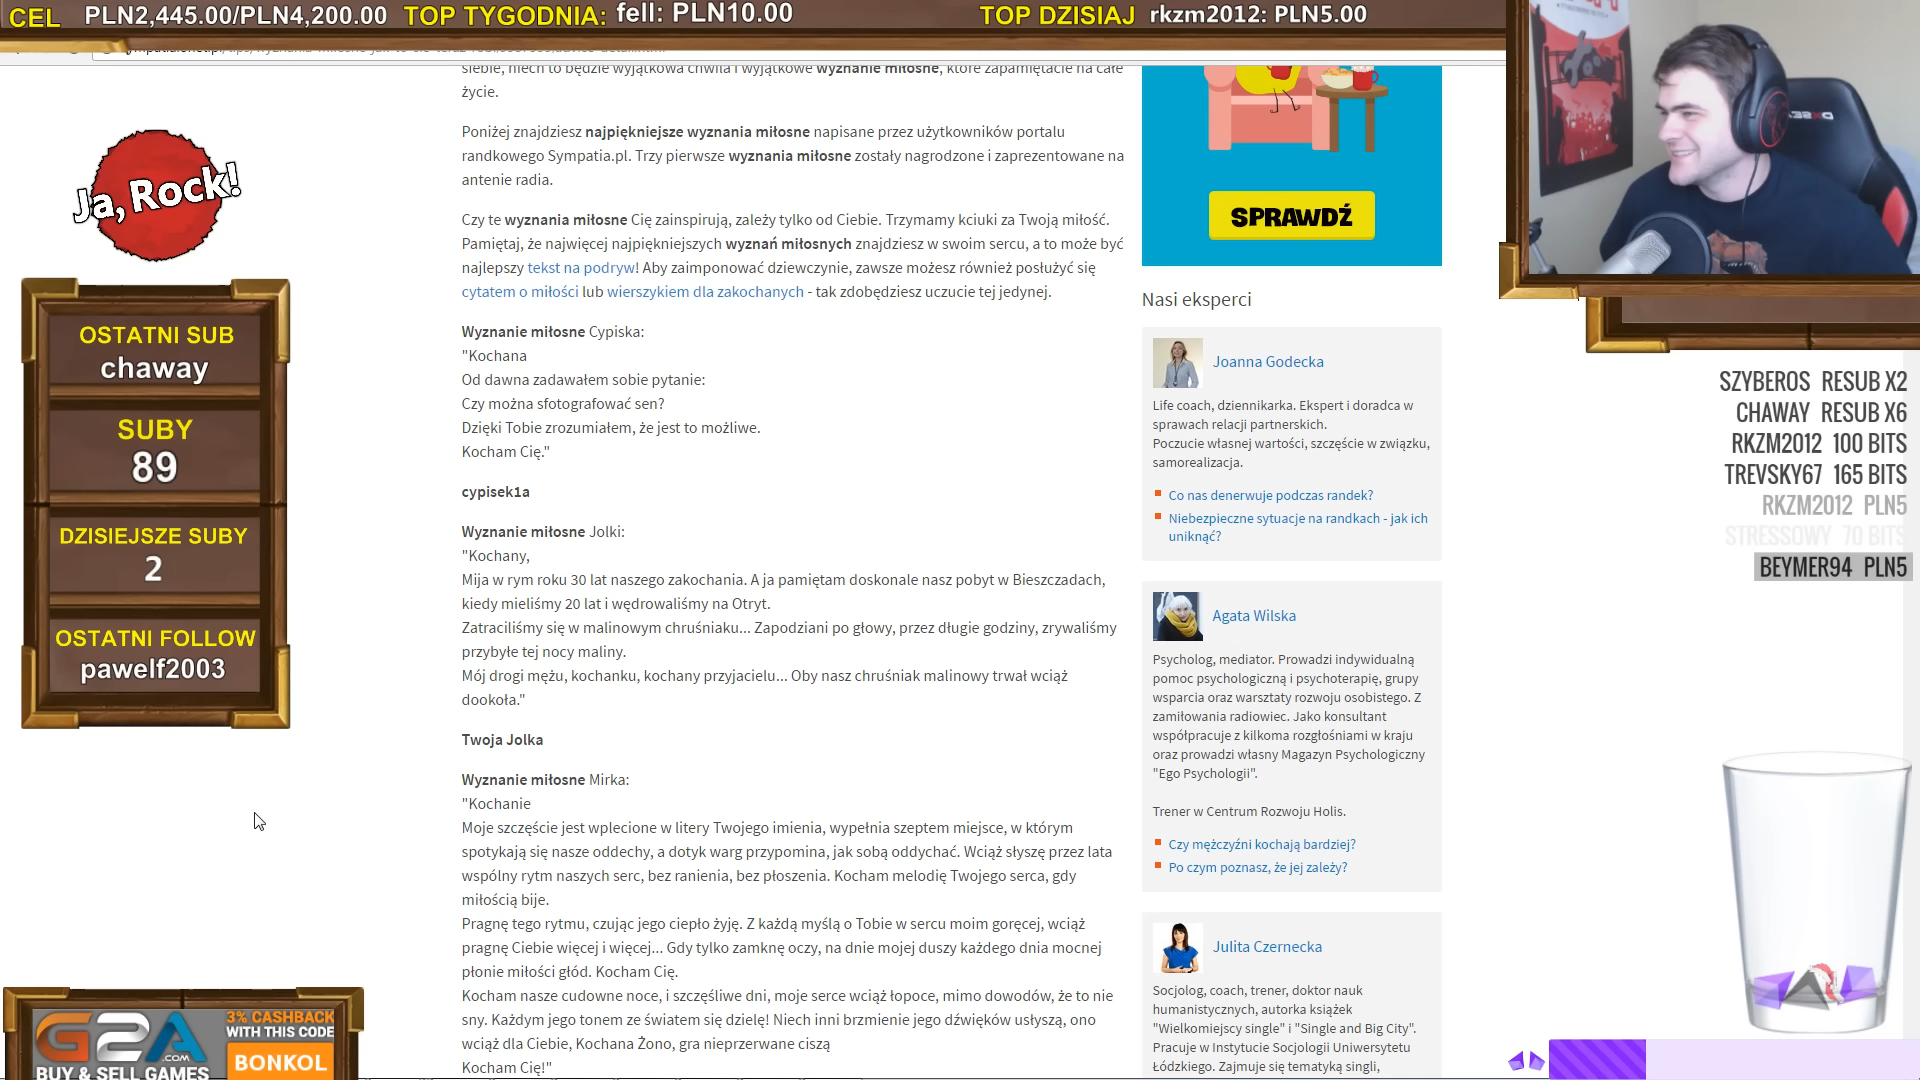 CEL PLN2,445.00/PLN4,200.00 TOP TYGODNIA: fell: PLN10.00 TOP DZISIAJ rkzm2012: PLN5.00
siebie, niech to będzie wyjątkowa chwila i wyjątkowe wyznanie miłosne, które zapamiętacie na całe
życie.
Poniżej znajdziesz najpiękniejsze wyznania miłosne napisane przez użytkowników portalu
randkowego Sympatia.pl. Trzy pierwsze wyznania miłosne zostały nagrodzone i zaprezentowane na
antenie radia.
Czy te wyznania miłosne Cię zainspirują, zależy tylko od Ciebie. Trzymamy kciuki za Twoją miłość.
Pamiętaj, że najwięcej najpiękniejszych wyznań miłosnych znajdziesz w swoim sercu, a to może być
najlepszy tekst na podryw! Aby zaimponować dziewczynie, zawsze możesz również posłużyć się
cytatem o miłości lub wierszykiem dla zakochanych - tak zdobędziesz uczucie tej jedynej.
Wyznanie miłosne Cypiska:
"Kochana
Od dawna zadawałem sobie pytanie:
Czy można sfotografować sen?
Dzięki Tobie zrozumiałem, że jest to możliwe.
Kocham Cię."
cypisek1a
Wyznanie miłosne Jolki:
"Kochany,
Mija w rym roku 30 lat naszego zakochania. A ja pamiętam doskonale nasz pobyt w Bieszczadach,
kiedy mieliśmy 20 lat i wędrowaliśmy na Otryt.
Zatraciliśmy się w malinowym chruśniaku... Zapodziani po głowy, przez długie godziny, zrywaliśmy
przybyłe tej nocy maliny.
Mój drogi mężu, kochanku, kochany przyjacielu... Oby nasz chruśniak malinowy trwał wciąż
dookoła."
Twoja Jolka
Wyznanie miłosne Mirka:
"Kochanie
Moje szczęście jest wplecione w litery Twojego imienia, wypełnia szeptem miejsce, w którym
spotykają się nasze oddechy, a dotyk warg przypomina, jak sobą oddychać. Wciąż słyszę przez lata
wspólny rytm naszych serc, bez ranienia, bez płoszenia. Kocham melodię Twojego serca, gdy
miłością bije.
Pragnę tego rytmu, czując jego ciepło żyję. Z każdą myślą o Tobie w sercu moim goręcej, wciąż
pragnę Ciebie więcej i więcej... Gdy tylko zamknę oczy, na dnie mojej duszy każdego dnia mocnej
płonie miłości głód. Kocham Cię.
Kocham nasze cudowne noce, i szczęśliwe dni, moje serce wciąż łopoce, mimo dowodów, że to nie
sny. Każdym jego tonem ze światem się dzielę! Niech inni brzmienie jego dźwięków usłyszą, ono
wciąż dla Ciebie, Kochana Żono, gra nieprzerwane ciszą
Kocham Cię!"
Ja, Rock!
OSTATNI SUB
chaway
SUBY
89
DZISIEJSZE SUBY
2
OSTATNI FOLLOW
pawelf2003
G2A
.COM
BUY & SELL GAMES
3% CASHBACK
WITH THIS CODE
BONKOL
SPRAWDŹ
Nasi eksperci
Joanna Godecka
Life coach, dziennikarka. Ekspert i doradca w
sprawach relacji partnerskich.
Poczucie własnej wartości, szczęście w związku,
samorealizacja.
Co nas denerwuje podczas randek?
Niebezpieczne sytuacje na randkach - jak ich
uniknąć?
Agata Wilska
Psycholog, mediator. Prowadzi indywidualną
pomoc psychologiczną i psychoterapię, grupy
wsparcia oraz warsztaty rozwoju osobistego. Z
zamiłowania radiowiec. Jako konsultant
współpracuje z kilkoma rozgłośniami w kraju
oraz prowadzi własny Magazyn Psychologiczny
"Ego Psychologii".
Trener w Centrum Rozwoju Holis.
Czy mężczyźni kochają bardziej?
Po czym poznasz, że jej zależy?
Julita Czernecka
Socjolog, coach, trener, doktor nauk
humanistycznych, autorka książek
"Wielkomiejscy single" i "Single and Big City".
Pracuje w Instytucie Socjologii Uniwersytetu
Łódzkiego. Zajmuje się tematyką singli,
SZYBEROS RESUB X2
CHAWAY RESUB X6
RKZM2012 100 BITS
TREVSKY67 165 BITS
RKZM2012 PLN5
STRESSOWY 70 BITS
BEYMER94 PLN5